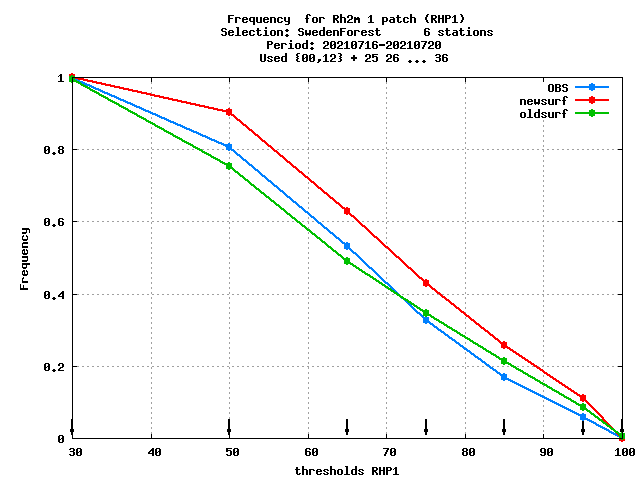 Frequency  for Rh2m 1 patch (RHP1)
Selection: SwedenForest      6 stations
Period: 20210716-20210720
Used {00,12} + 25 26 ... 36
OBS
newsurf
oldsurf
1
0.8
0.6
0.4
0.2
0
Frequency
30 40 50 60 70 80 90 100
thresholds RHP1